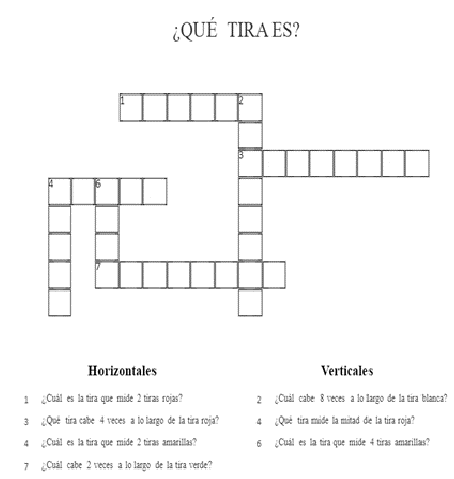 ¿QUÉ TIRA ES?
1 2
3
4 6
7
Horizontales
1 ¿Cuál es la tira que mide 2 tiras rojas?
3 ¿Qué tira cabe 4 veces a lo largo de la tira roja?
4 ¿Cuál es la tira que mide 2 tiras amarillas?
7 ¿Cuál cabe 2 veces a lo largo de la tira verde?
Verticales
2 ¿Cuál cabe 8 veces a lo largo de la tira blanca?
4 ¿Qué tira mide la mitad de la tira roja?
6 ¿Cuál es la tira que mide 4 tiras amarillas?